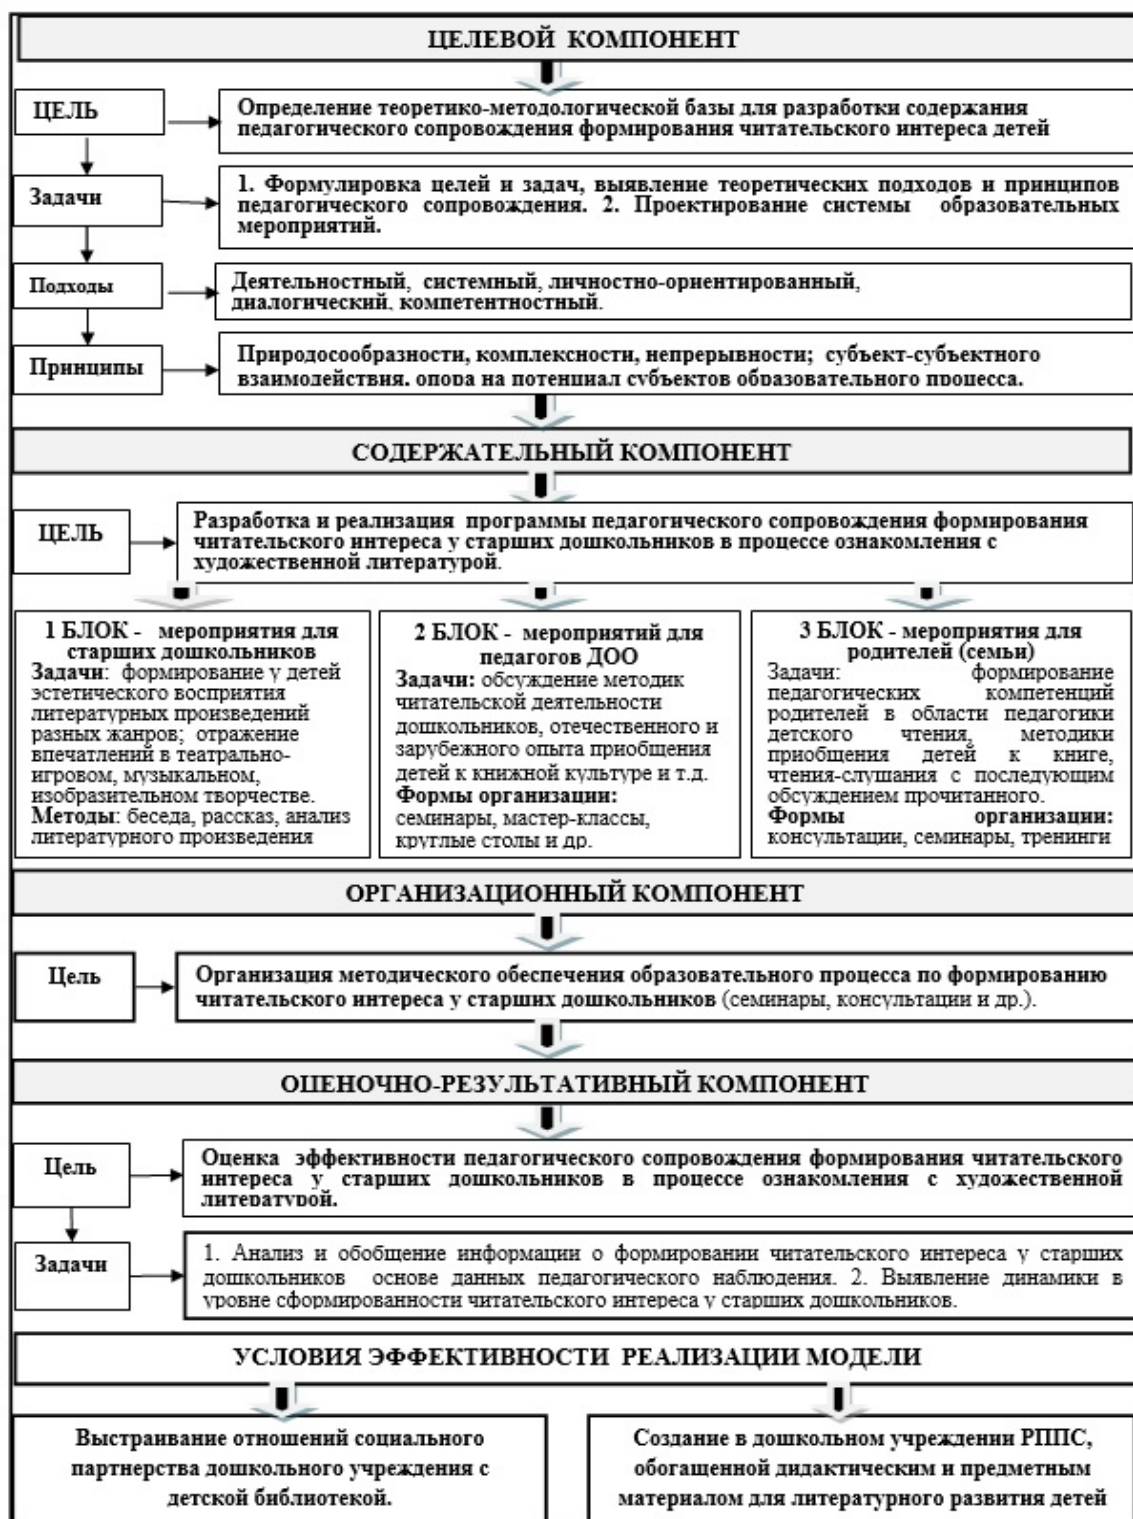 ЦЕЛЕВОЙ КОМПОНЕНТ
ЦЕЛЬ
Определение теоретико-методологической базы для разработки содержания
педагогического сопровождения формирования читательского интереса детей
Задачи
1. Формулировка целей и задач, выявление теоретических подходов и принципов
педагогического сопровождения. 2. Проектирование системы образовательных
мероприятий.
Подходы
Деятельностный, системный, личностно-ориентированный,
диалогический, компетентностный.
Принципы
Природосообразности, комплексности, непрерывности; субъект-субъектного
взаимодействия, опора на потенциал субъектов образовательного процесса.
СОДЕРЖАТЕЛЬНЫЙ КОМПОНЕНТ
ЦЕЛЬ
Разработка и реализация программы педагогического сопровождения формирования
читательского интереса у старших дошкольников в процессе ознакомления с
художественной литературой.
1 БЛОК - мероприятия для
старших дошкольников
Задачи: формирование у детей
эстетического восприятия
литературных произведений
разных жанров; отражение
впечатлений в театрально-
игровом, музыкальном,
изобразительном творчестве.
Методы: беседа, рассказ, анализ
литературного произведения
2 БЛОК - мероприятий для
педагогов ДОО
Задачи: обсуждение методик
читательской деятельности
дошкольников, отечественного и
зарубежного опыта приобщения
детей к книжной культуре и т.д.
Формы организации:
семинары, мастер-классы,
круглые столы и др.
3 БЛОК - мероприятия для
родителей (семьи)
Задачи: формирование
педагогических компетенций
родителей в области педагогики
детского чтения, методики
приобщения детей к книге,
чтения-слушания с последующим
обсуждением прочитанного.
Формы организации:
консультации, семинары, тренинги
ОРГАНИЗАЦИОННЫЙ КОМПОНЕНТ
Цель
Организация методического обеспечения образовательного процесса по формированию
читательского интереса у старших дошкольников (семинары, консультации и др.).
ОЦЕНОЧНО-РЕЗУЛЬТАТИВНЫЙ КОМПОНЕНТ
Цель
Оценка эффективности педагогического сопровождения формирования читательского
интереса у старших дошкольников в процессе ознакомления с художественной
литературой.
Задачи
1. Анализ и обобщение информации о формировании читательского интереса у старших
дошкольников основе данных педагогического наблюдения. 2. Выявление динамики в
уровне сформированности читательского интереса у старших дошкольников.
УСЛОВИЯ ЭФФЕКТИВНОСТИ РЕАЛИЗАЦИИ МОДЕЛИ
Выстраивание отношений социального
партнерства дошкольного учреждения с
детской библиотекой.
Создание в дошкольном учреждении РППС,
обогащенной дидактическим и предметным
материалом для литературного развития детей